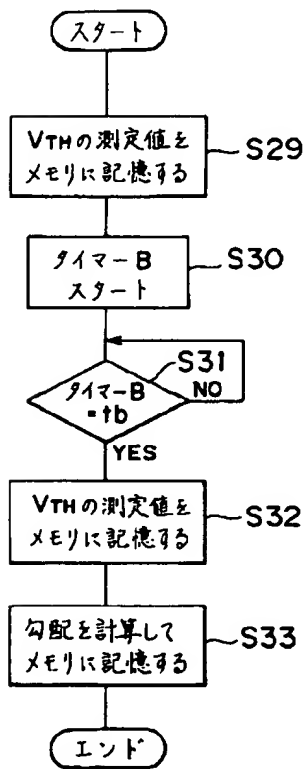 スタート
VTHの測定値を
メモリに記憶する
S29
タイマーB
スタート
S30
S31
タイマーB
=tb
NO
YES
VTHの測定値を
メモリに記憶する
S32
勾配を計算して
メモリに記憶する
S33
エンド